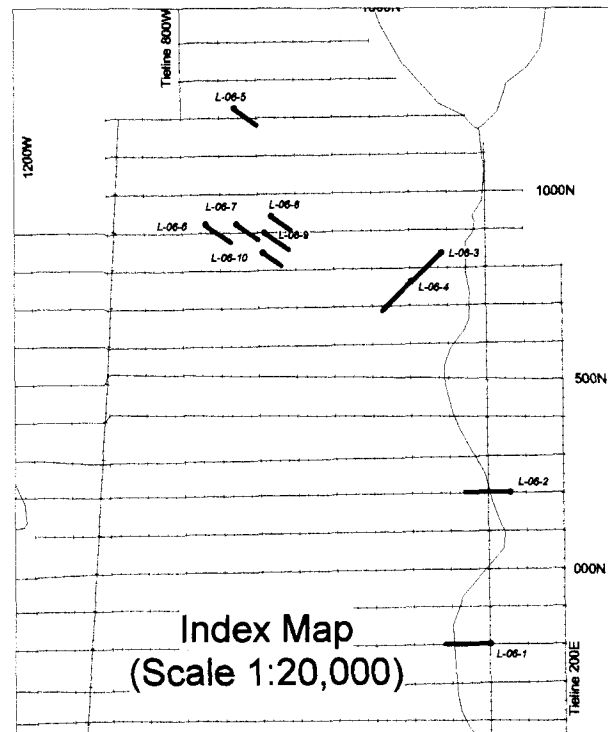 Tieline 800W
L-06-5
1200W
1000N
L-06-7
L-06-8
L-06-6
L-06-9
L-06-10
L-06-3
L-06-4
500N
L-06-2
000N
Index Map
(Scale 1:20,000)
L-06-1
Tieline 200E